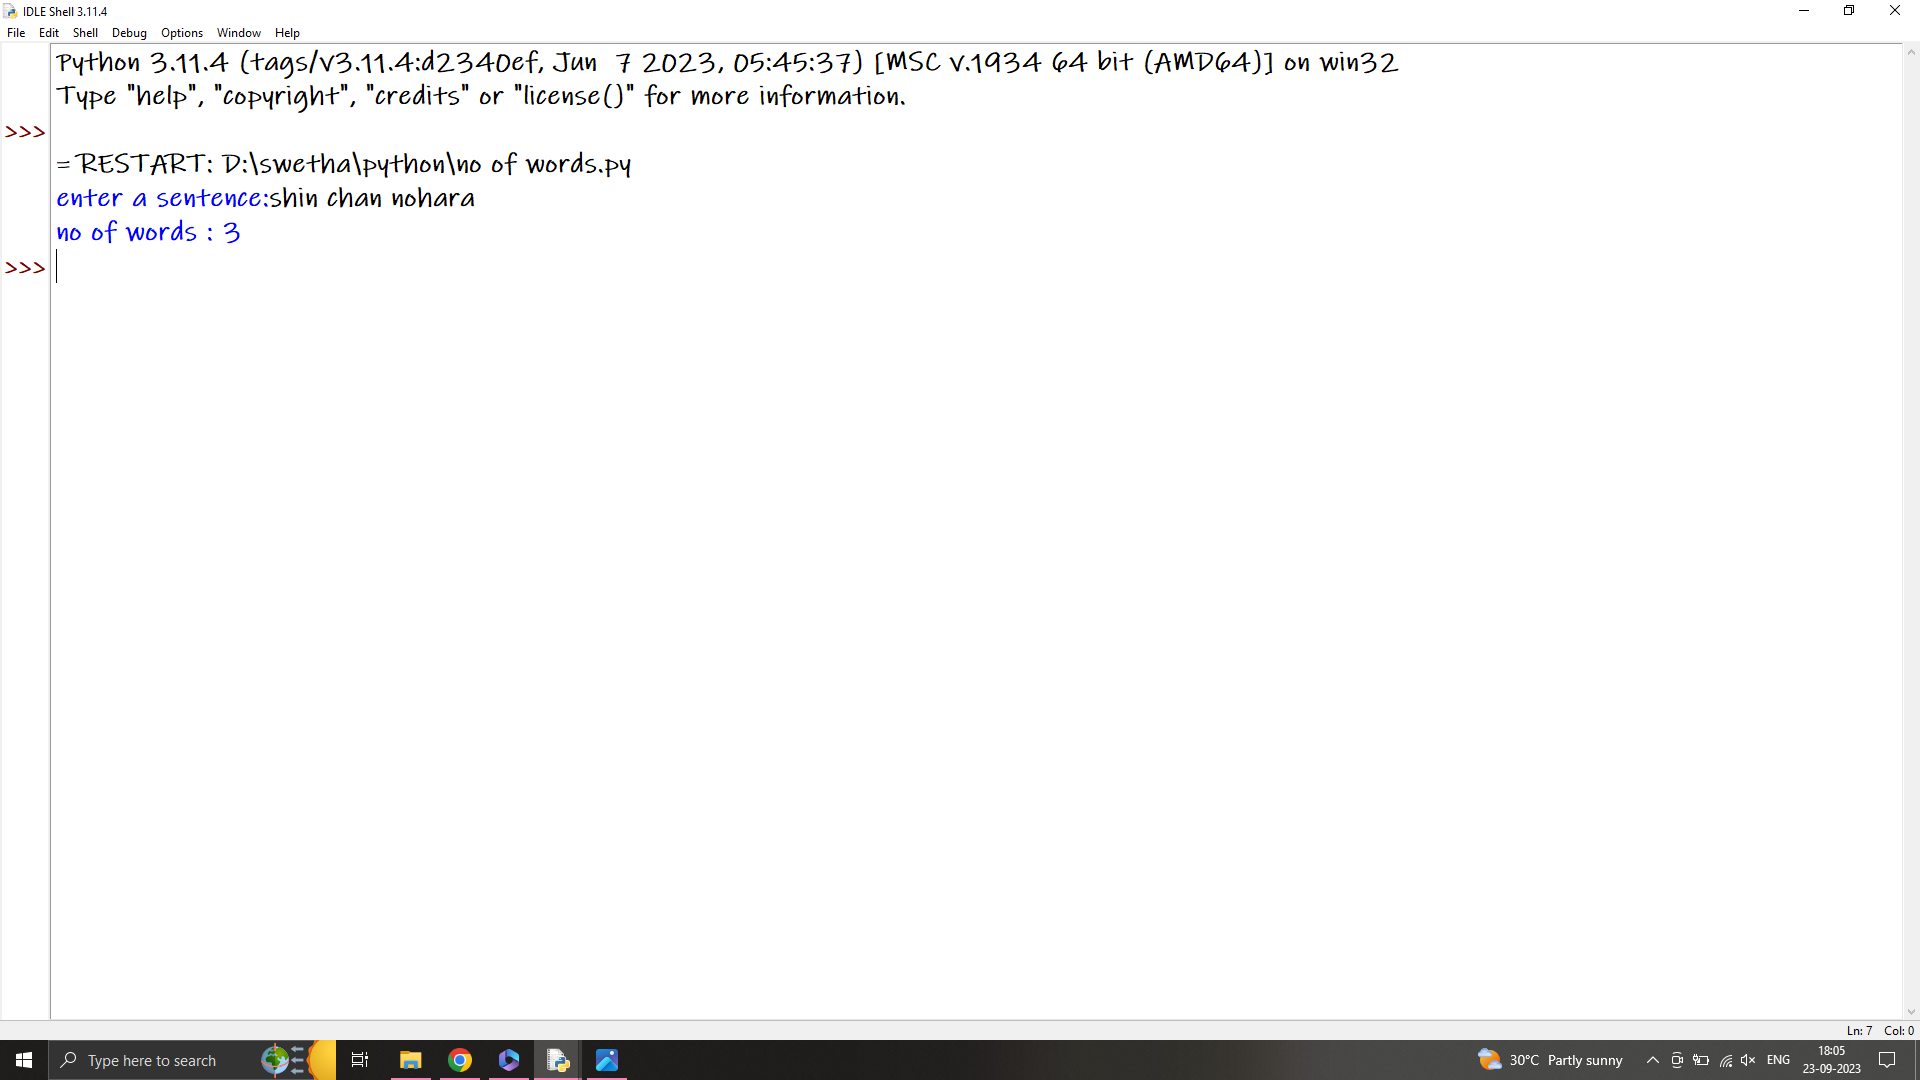 IDLE Shell 3.11.4
File Edit Shell Debug Options Window Help
Python 3.11.4 (tags/v3.11.4:d2340ef, Jun  7 2023, 05:45:37) [MSC v.1934 64 bit (AMD64)] on win32
Type "help", "copyright", "credits" or "license()" for more information.
>>>
= RESTART: D:\swetha\python\no of words.py
enter a sentence:shin chan nohara
no of words : 3
>>>
Ln: 7 Col: 0
Type here to search
30°C Partly sunny
ENG
18:05
23-09-2023